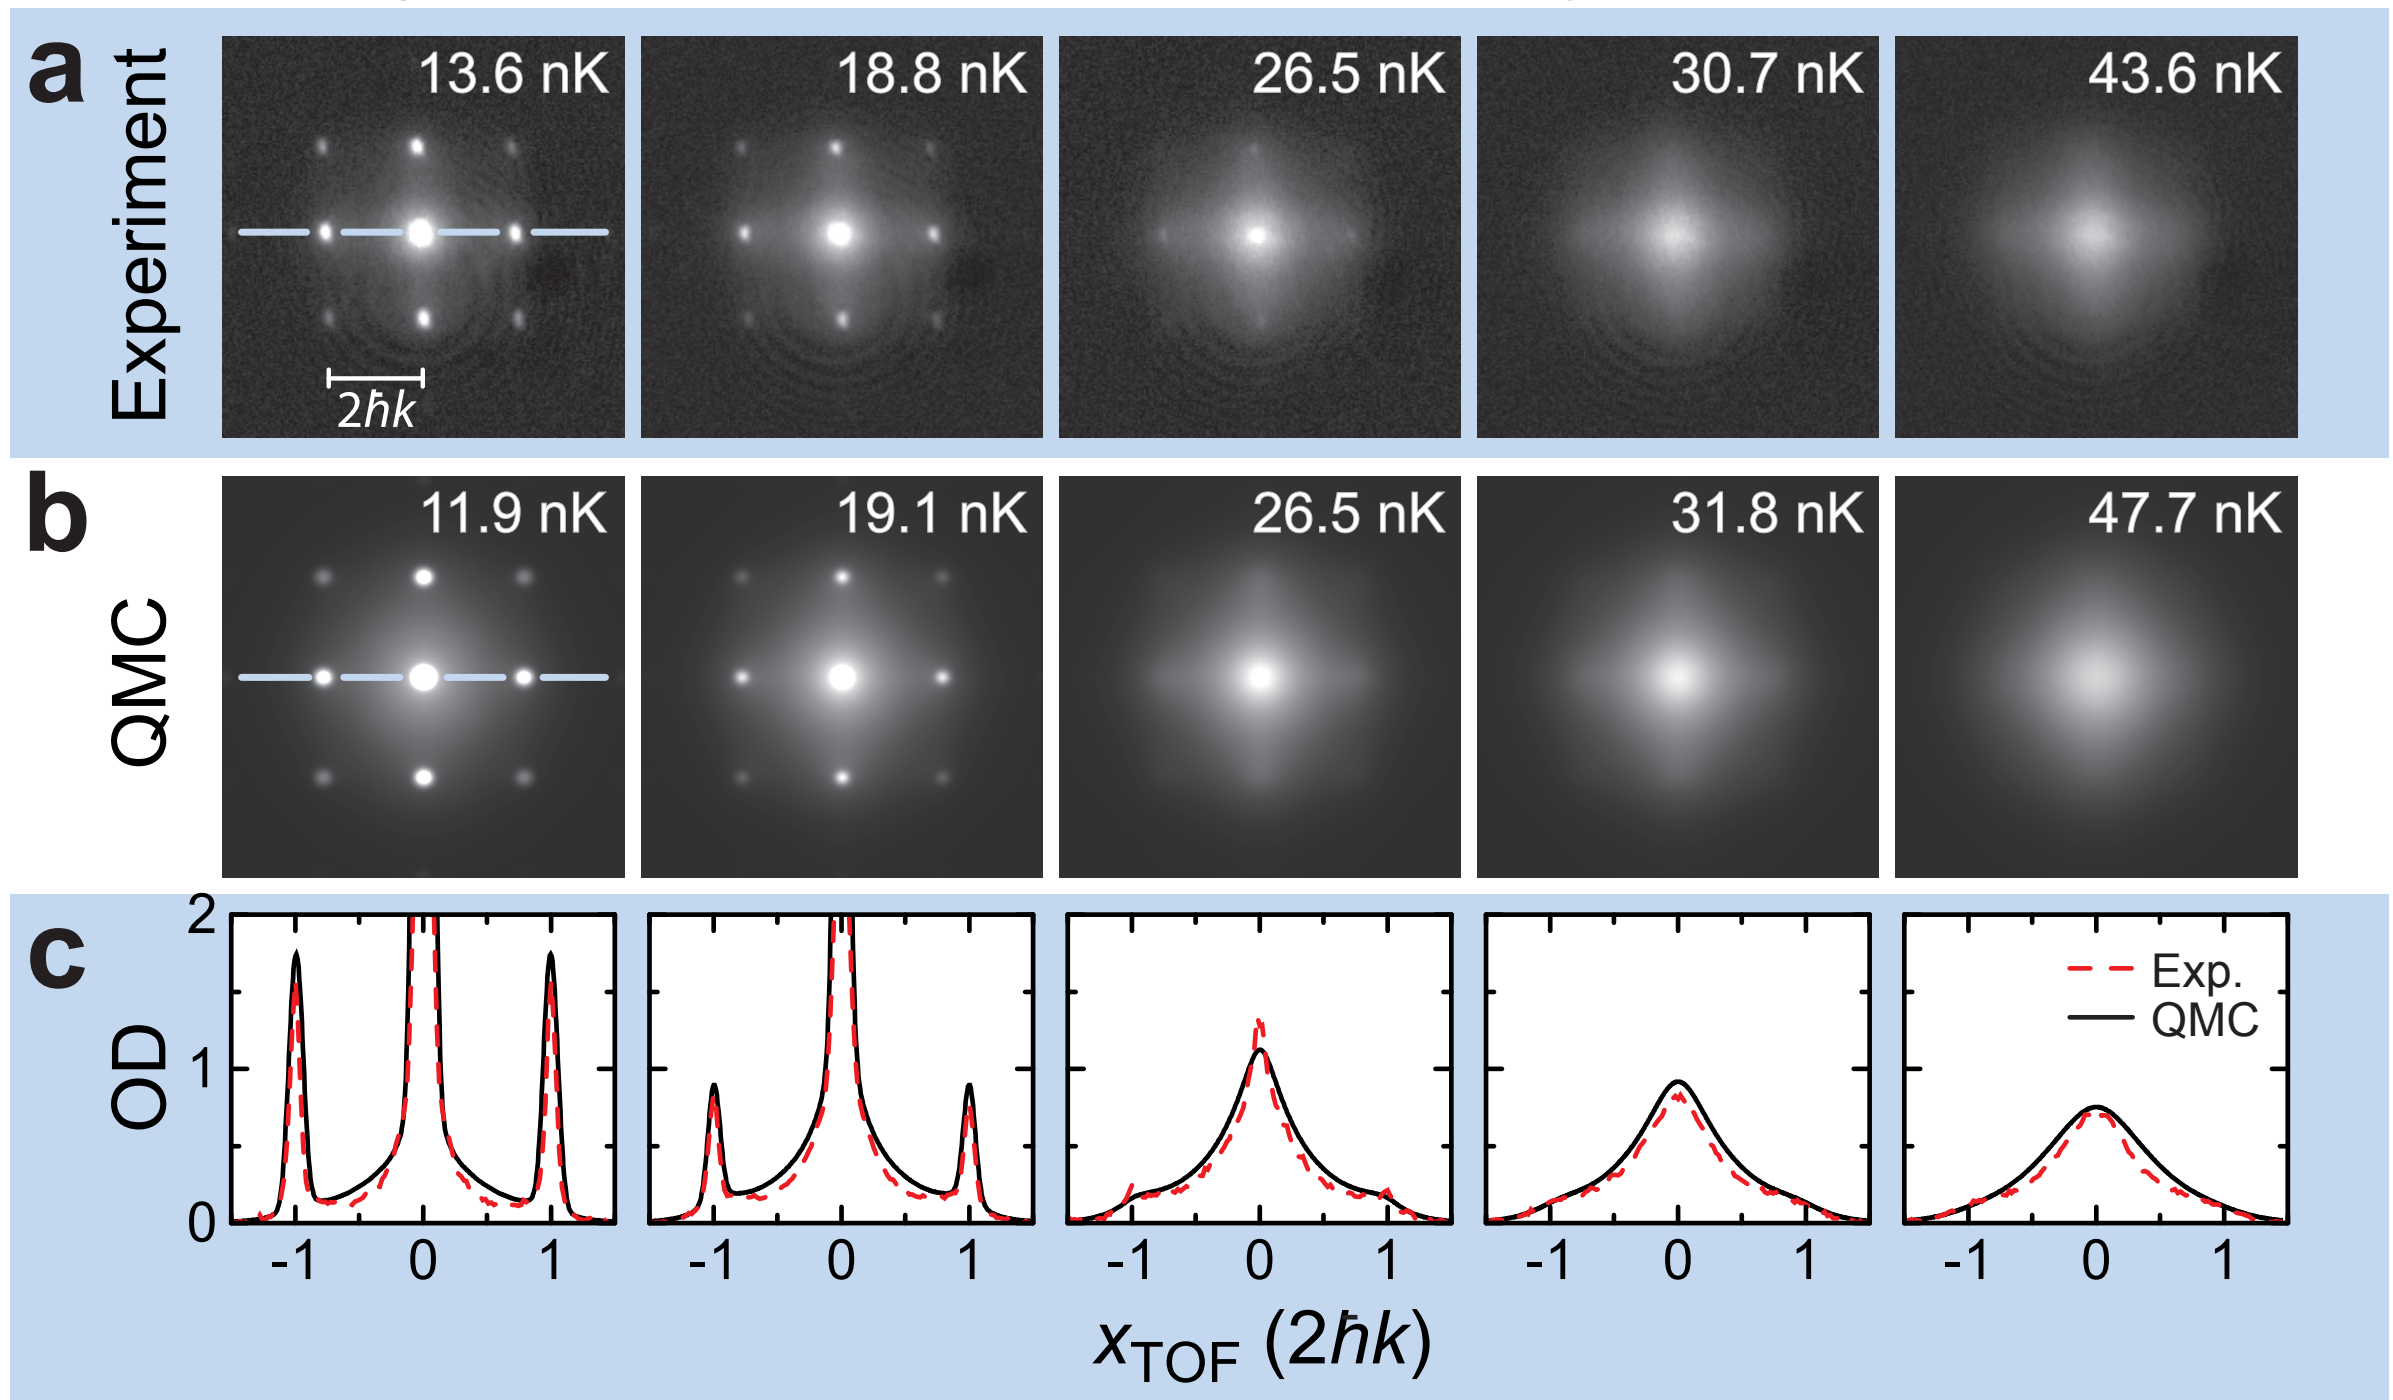 a
Experiment
13.6 nK
18.8 nK
26.5 nK
30.7 nK
43.6 nK
2ħk
b
QMC
11.9 nK
19.1 nK
26.5 nK
31.8 nK
47.7 nK
c
OD
2
1
0
Exp.
QMC
-1 0 1
-1 0 1
-1 0 1
-1 0 1
-1 0 1
xTOF (2ħk)